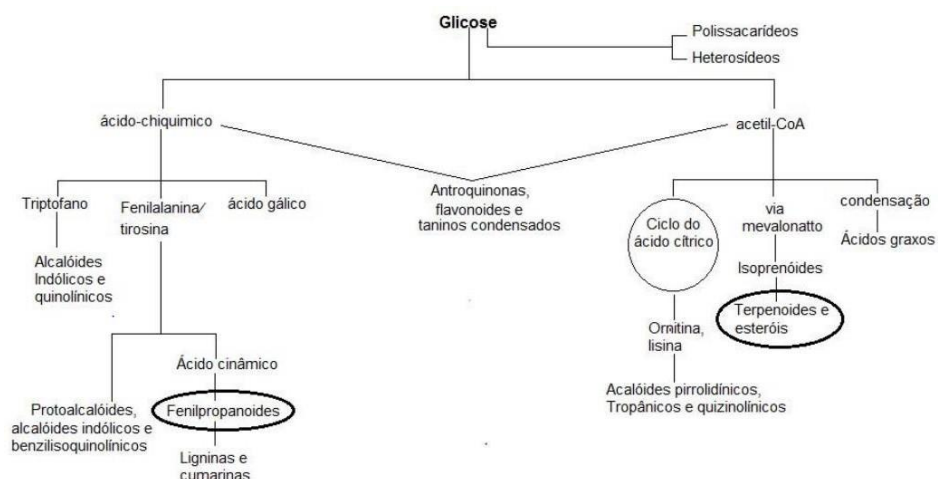 Glicose
Polissacarídeos
Heterosídeos
ácido-chiquimico
acetil-CoA
Antroquinonas,
flavonoides e
taninos condensados
Triptofano
Fenilalanina/
tirosina
ácido gálico
Ciclo do
ácido cítrico
via
mevalonatto
condensação
Ácidos graxos
Alcalóides
Indólicos e
quinolínicos
Isoprenóides
Terpenoides e
esteróis
Ornitina,
lisina
Ácido cinâmico
Acalóides pirrolidínicos,
Tropânicos e quizinolínicos
Protoalcalóides,
alcalóides indólicos e
benzilisoquinolínicos
Fenilpropanoides
Ligninas e
cumarinas